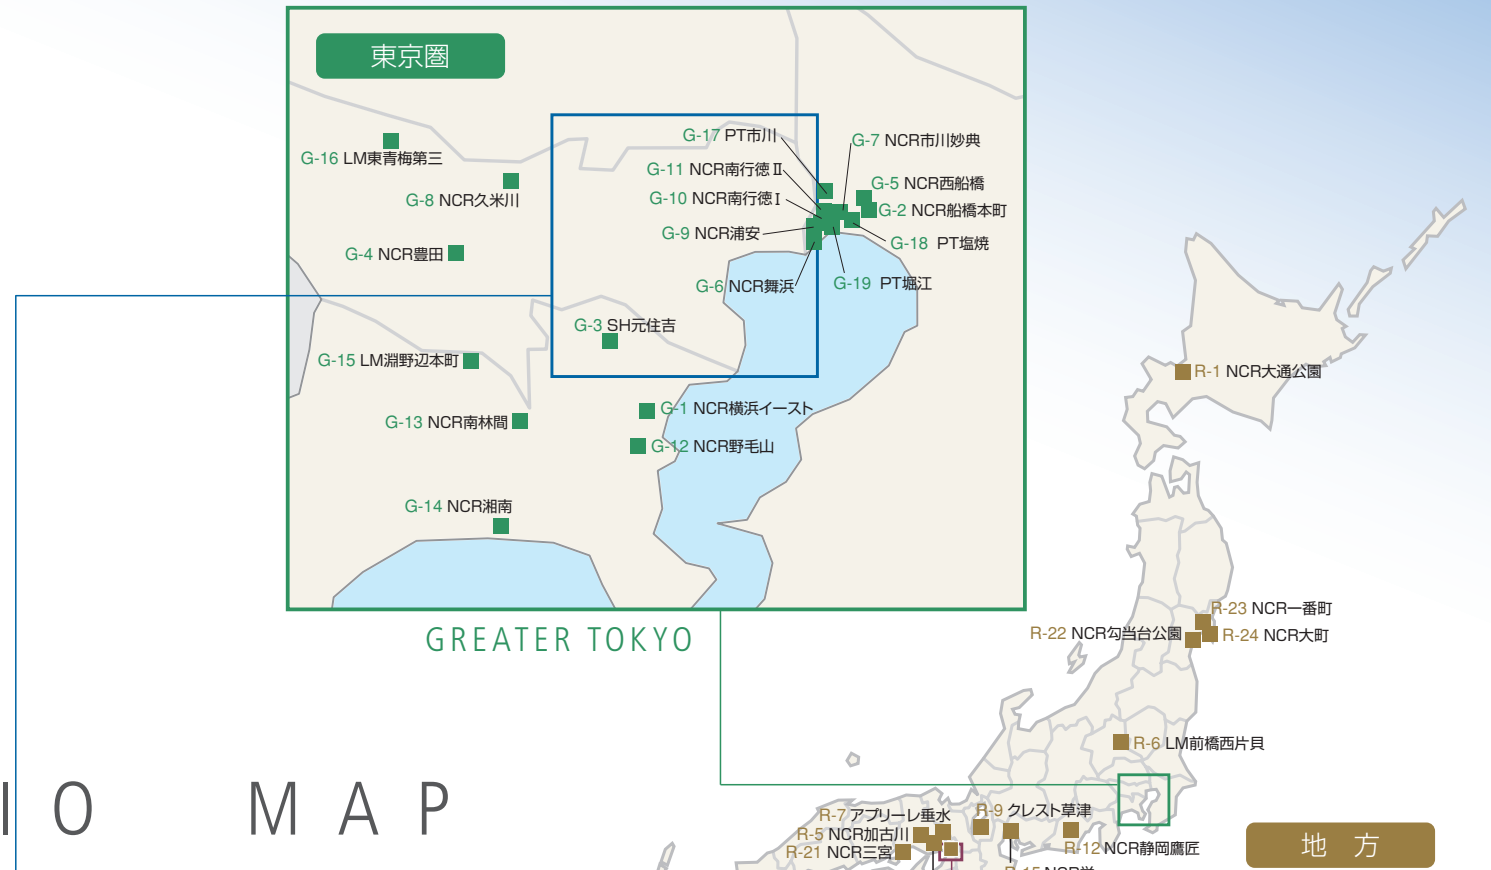 東京圏
G-17 PT市川
G-7 NCR市川妙典
G-16 LM東青梅第三
G-11 NCR南行徳Ⅱ
G-5 NCR西船橋
G-8 NCR久米川
G-10 NCR南行徳Ⅰ
G-2 NCR船橋本町
G-9 NCR浦安
G-18 PT塩焼
G-4 NCR豊田
G-6 NCR舞浜
G-19 PT堀江
G-3 SH元住吉
G-15 LM淵野辺本町
G-1 NCR横浜イースト
G-13 NCR南林間
G-12 NCR野毛山
G-14 NCR湘南
GREATER TOKYO
R-1 NCR大通公園
R-23 NCR一番町
R-22 NCR勾当台公園
R-24 NCR大町
R-6 LM前橋西片貝
IO MAP
R-7 アプリーレ垂水
R-9 クレスト草津
R-5 NCR加古川
R-21 NCR三宮
R-12 NCR静岡鷹匠
地 方